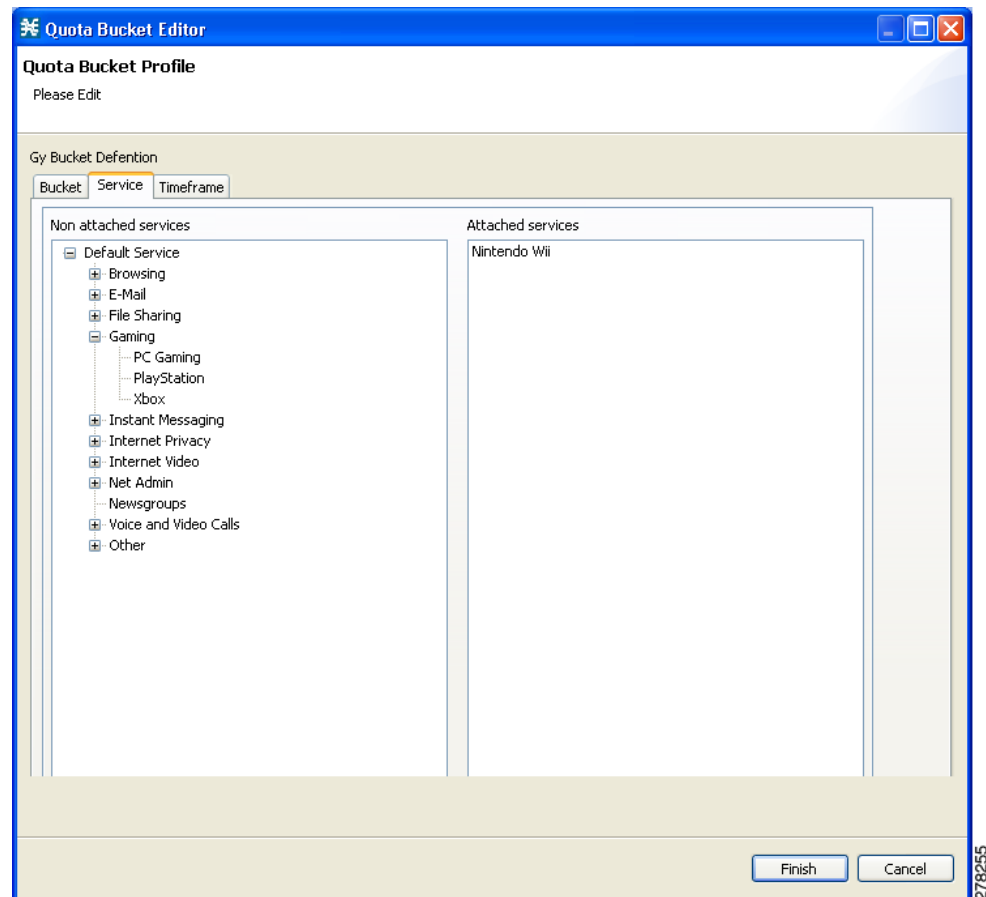 Quota Bucket Editor
Quota Bucket Profile
Please Edit
Gy Bucket Defention
Bucket Service Timeframe
Non attached services
Default Service
Browsing
E-Mail
File Sharing
Gaming
PC Gaming
PlayStation
Xbox
Instant Messaging
Internet Privacy
Internet Video
Net Admin
Newsgroups
Voice and Video Calls
Other
Attached services
Nintendo Wii
Finish Cancel
278255